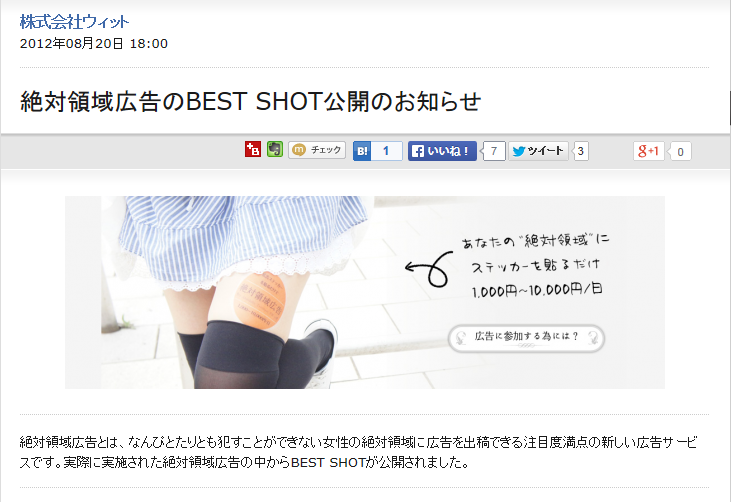 株式会社ウィット
2012年08月20日 18:00
絶対領域広告のBEST SHOT公開のお知らせ
+B
m チェック
B! 1
f いいね! 7
ツイート 3
g+1 0
あなたの"絶対領域"に
ステッカーを貼るだけ
1,000円~10,000円/日
絶対領域広告
広告に参加する為には?
絶対領域広告とは、なんびとたりとも犯すことができない女性の絶対領域に広告を出稿できる注目度満点の新しい広告サービ
スです。実際に実施された絶対領域広告の中からBEST SHOTが公開されました。